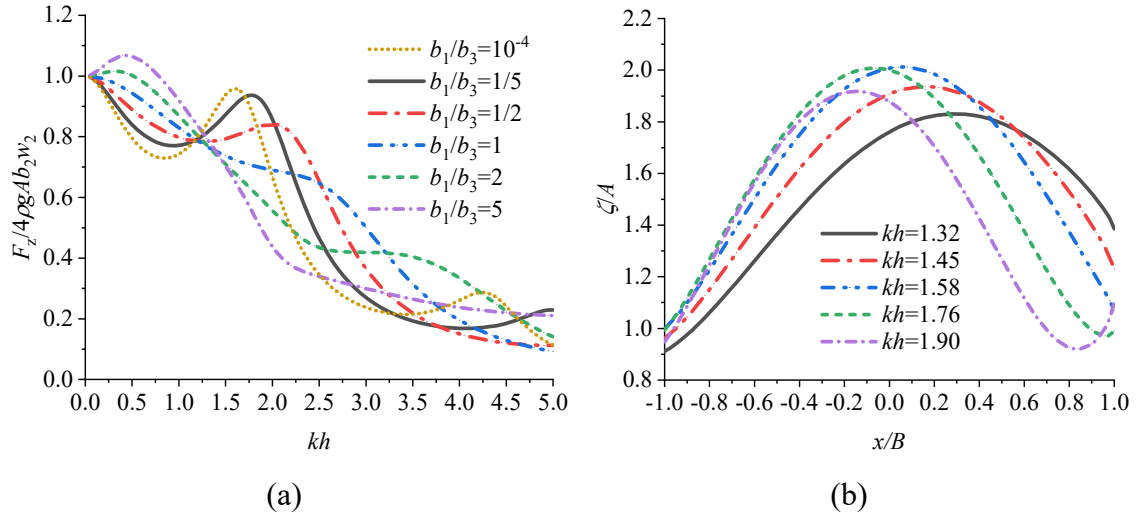 1.2
1.0
0.8
0.6
0.4
0.2
0.0
F_z/4ρgAb_2w_2
b_1/b_3=10^-4
b_1/b_3=1/5
b_1/b_3=1/2
b_1/b_3=1
b_1/b_3=2
b_1/b_3=5
0.0 0.5 1.0 1.5 2.0 2.5 3.0 3.5 4.0 4.5 5.0
kh
(a)
2.2
2.0
1.8
1.6
1.4
1.2
1.0
0.8
ζ/A
kh=1.32
kh=1.45
kh=1.58
kh=1.76
kh=1.90
-1.0 -0.8 -0.6 -0.4 -0.2 0.0 0.2 0.4 0.6 0.8 1.0
x/B
(b)